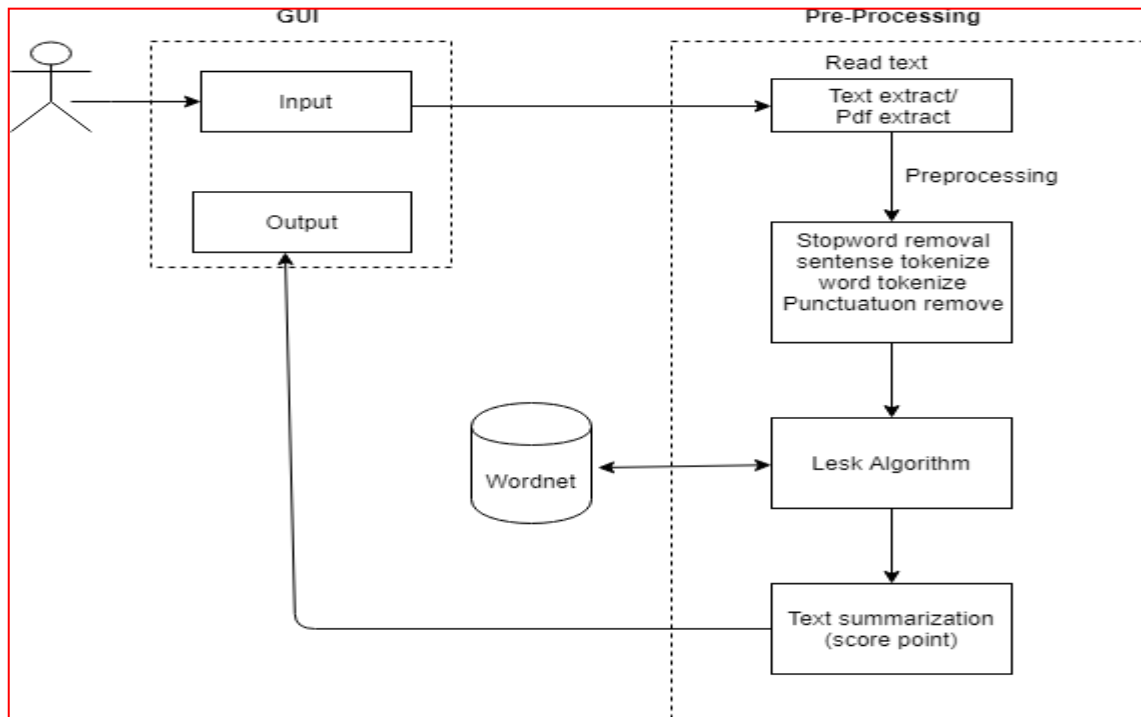 GUI
Pre-Processing
Input
Read text
Text extract/
Pdf extract
Preprocessing
Output
Stopword removal
sentense tokenize
word tokenize
Punctuatuon remove
Wordnet
Lesk Algorithm
Text summarization
(score point)